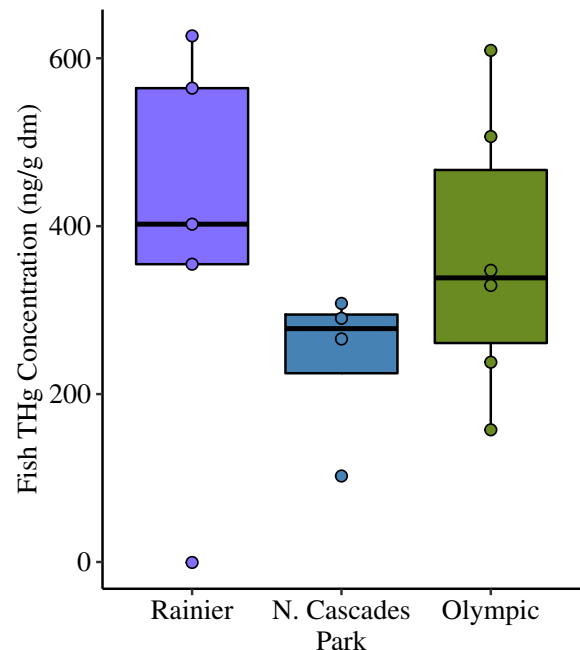 Fish THg Concentration (ng/g dm)
600
400
200
0
Rainier
N. Cascades
Olympic
Park